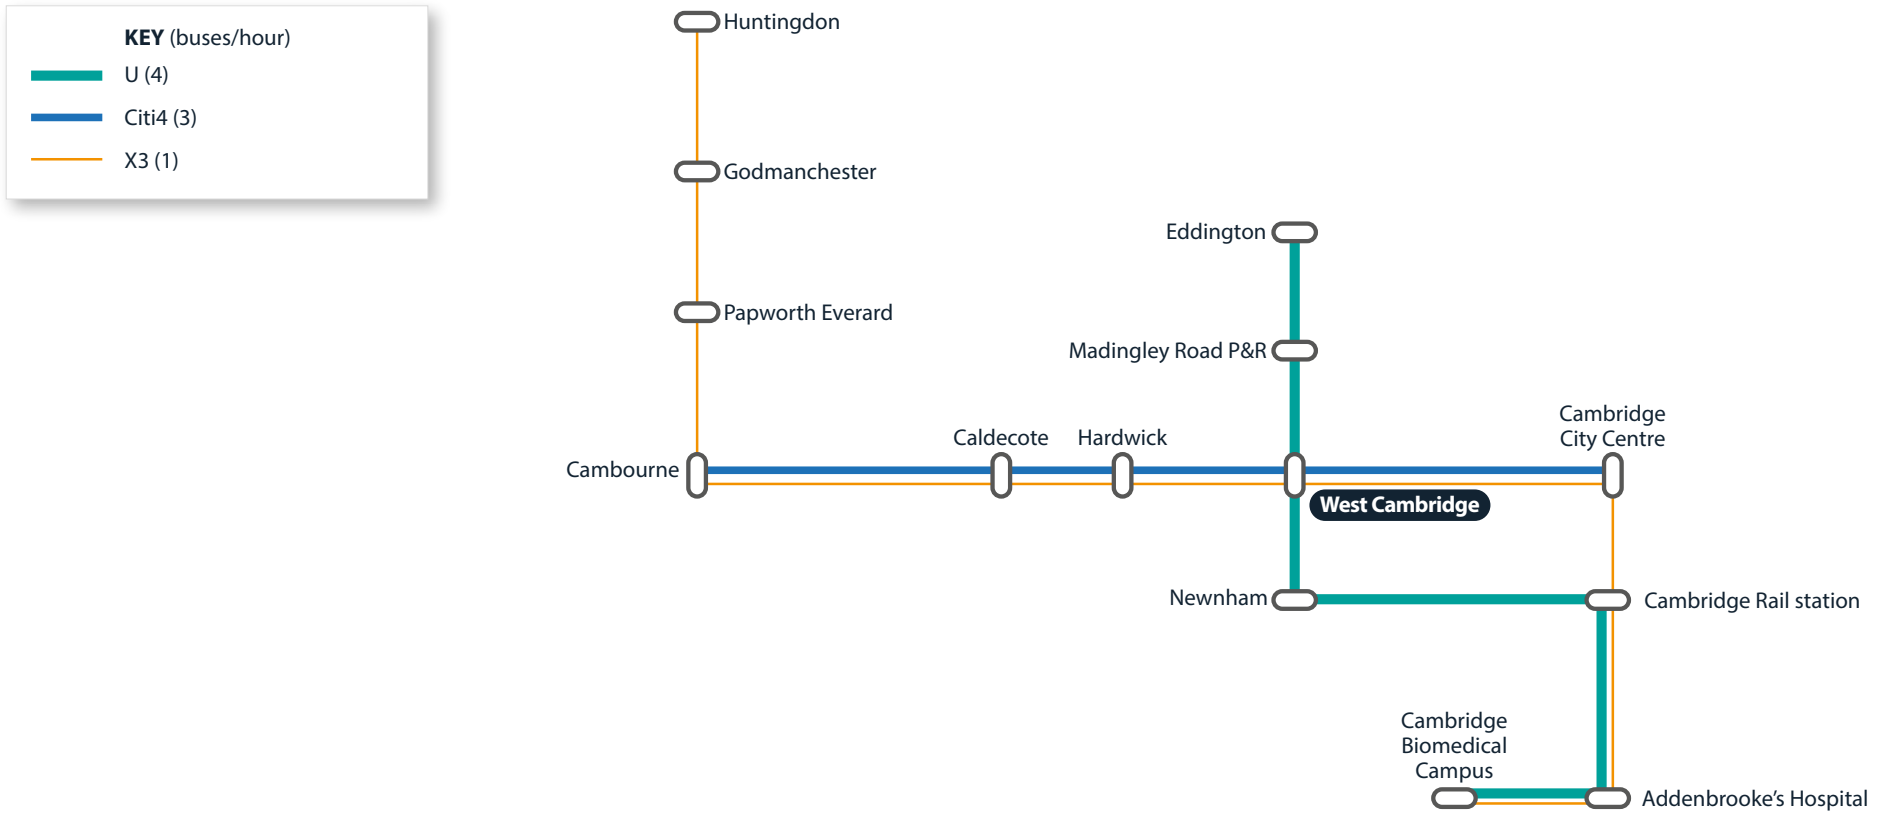 KEY (buses/hour)
U (4)
Citi4 (3)
X3 (1)
Huntingdon
Godmanchester
Eddington
Papworth Everard
Madingley Road P&R
Cambridge
City Centre
Caldecote
Hardwick
Cambourne
West Cambridge
Newnham
Cambridge Rail station
Cambridge
Biomedical
Campus
Addenbrooke’s Hospital